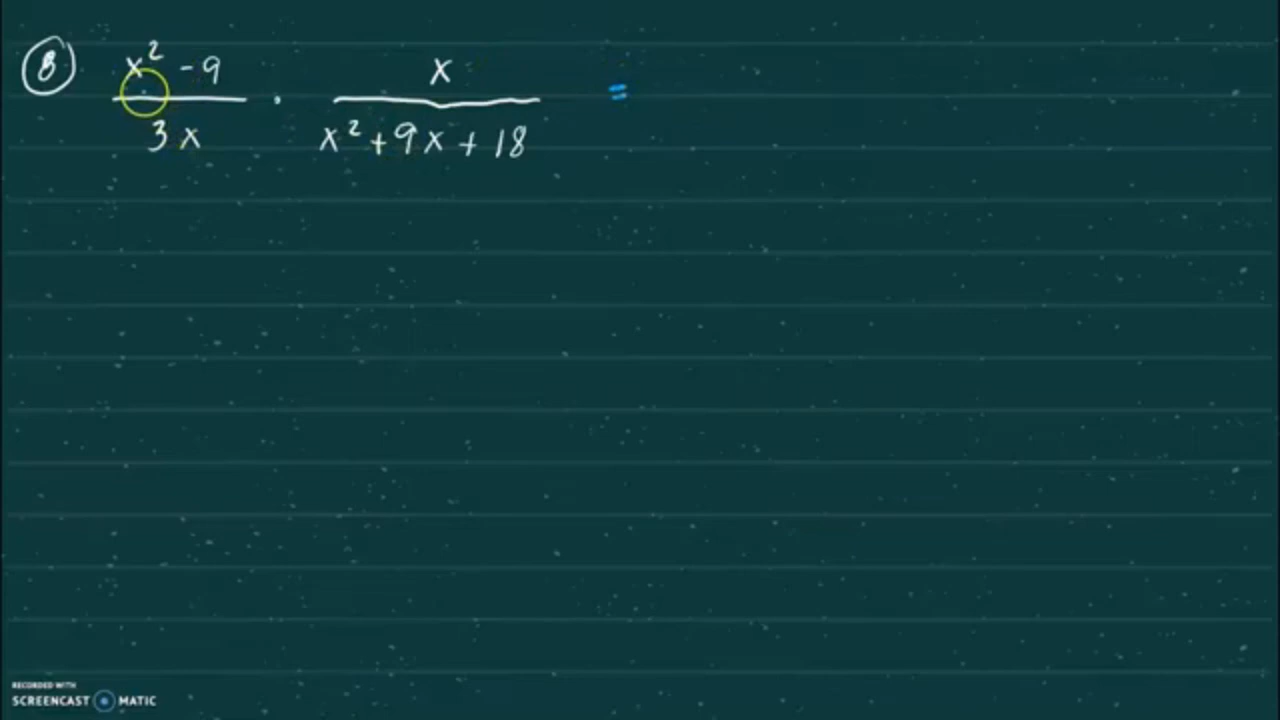 8 x² - 9 x
· =
3x x² + 9x + 18
RECORDED WITH
SCREENCAST MATIC